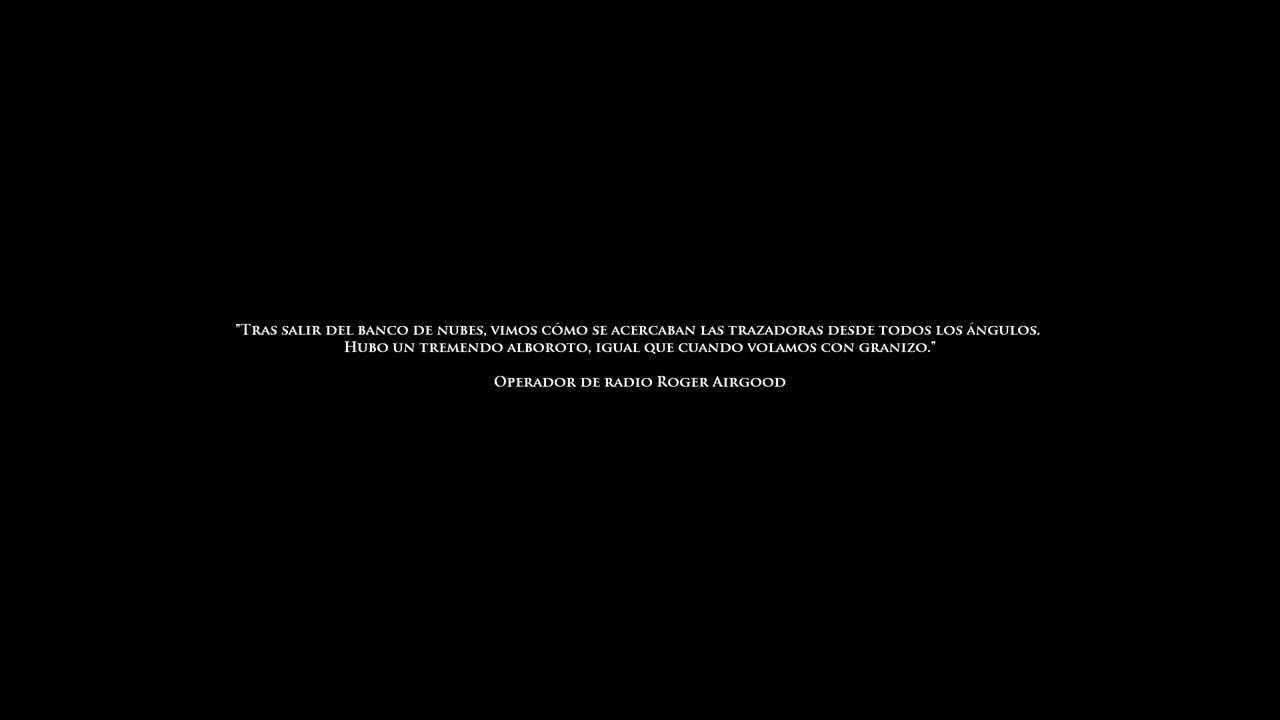 "Tras salir del banco de nubes, vimos cómo se acercaban las trazadoras desde todos los ángulos.
Hubo un tremendo alboroto, igual que cuando volamos con granizo."
Operador de radio Roger Airgood